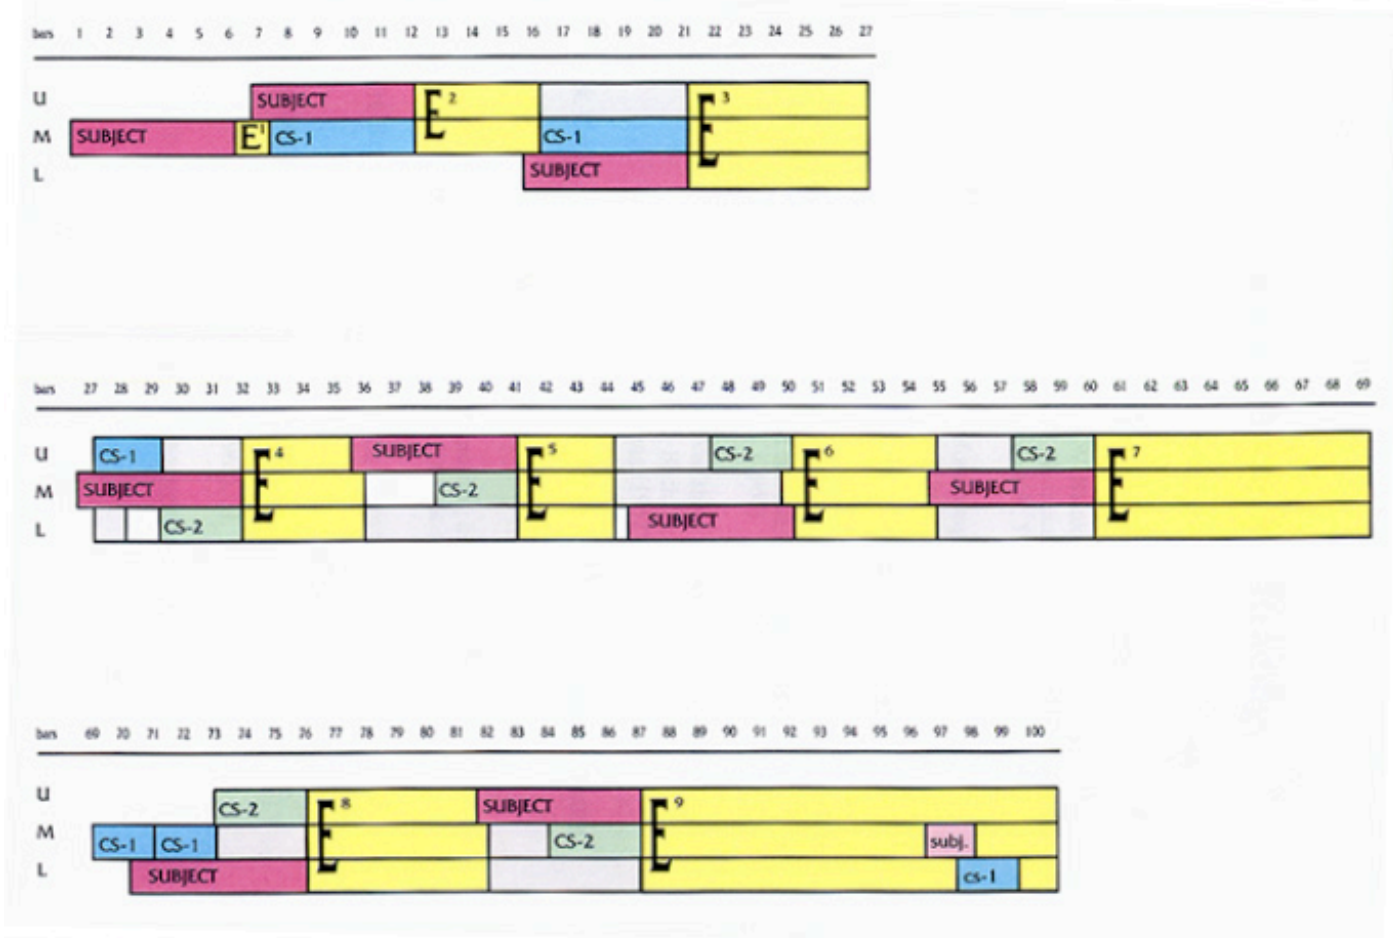 bars 1 2 3 4 5 6 7 8 9 10 11 12 13 14 15 16 17 18 19 20 21 22 23 24 25 26 27
U SUBJECT E 2 E 3
M SUBJECT E 1 CS-1 CS-1
L SUBJECT
bars 27 28 29 30 31 32 33 34 35 36 37 38 39 40 41 42 43 44 45 46 47 48 49 50 51 52 53 54 55 56 57 58 59 60 61 62 63 64 65 66 67 68 69
U CS-1 E 4 SUBJECT E 5 CS-2 E 6 CS-2 E 7
M SUBJECT CS-2 SUBJECT
L CS-2 SUBJECT
bars 69 70 71 72 73 74 75 76 77 78 79 80 81 82 83 84 85 86 87 88 89 90 91 92 93 94 95 96 97 98 99 100
U CS-2 E 8 SUBJECT E 9
M CS-1 CS-1 CS-2 subj.
L SUBJECT cs-1